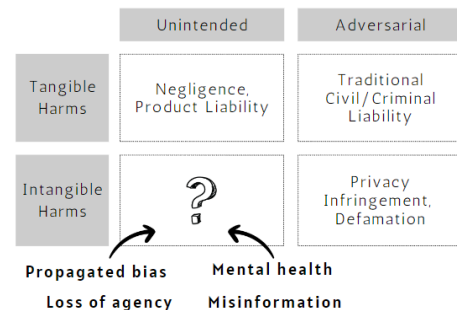 Unintended
Adversarial
Tangible
Harms
Negligence,
Product Liability
Traditional
Civil/Criminal
Liability
Intangible
Harms
?
Privacy
Infringement,
Defamation
Propagated bias
Mental health
Loss of agency
Misinformation